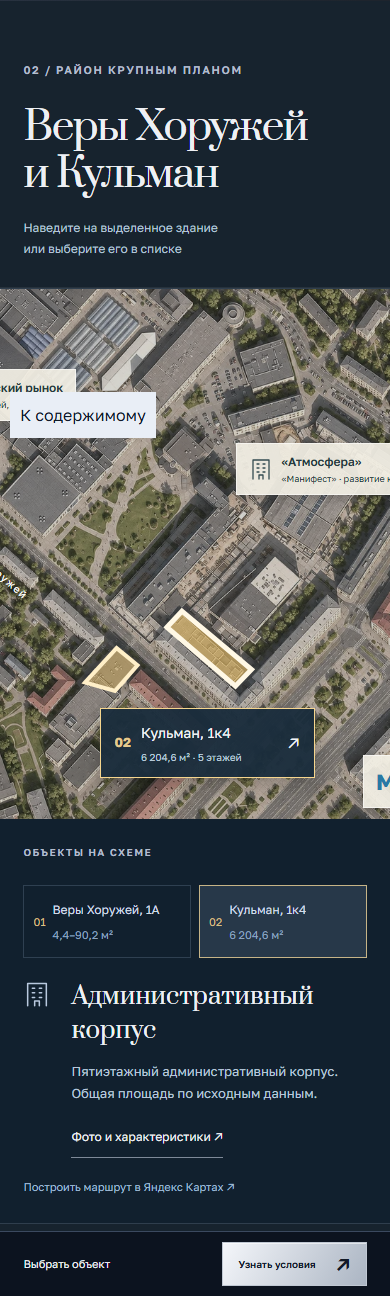 02 / РАЙОН КРУПНЫМ ПЛАНОМ
Веры Хоружей
и Кульман
Наведите на выделенное здание
или выберите его в списке
ский рынок
К содержимому
«Атмосфера»
«Манифест» · развитие
ужей
02 Кульман, 1к4 ↗
6 204,6 м² · 5 этажей
М
ОБЪЕКТЫ НА СХЕМЕ
01 Веры Хоружей, 1А
4,4–90,2 м²
02 Кульман, 1к4
6 204,6 м²
Административный
корпус
Пятиэтажный административный корпус.
Общая площадь по исходным данным.
Фото и характеристики ↗
Построить маршрут в Яндекс Картах ↗
Выбрать объект
Узнать условия ↗